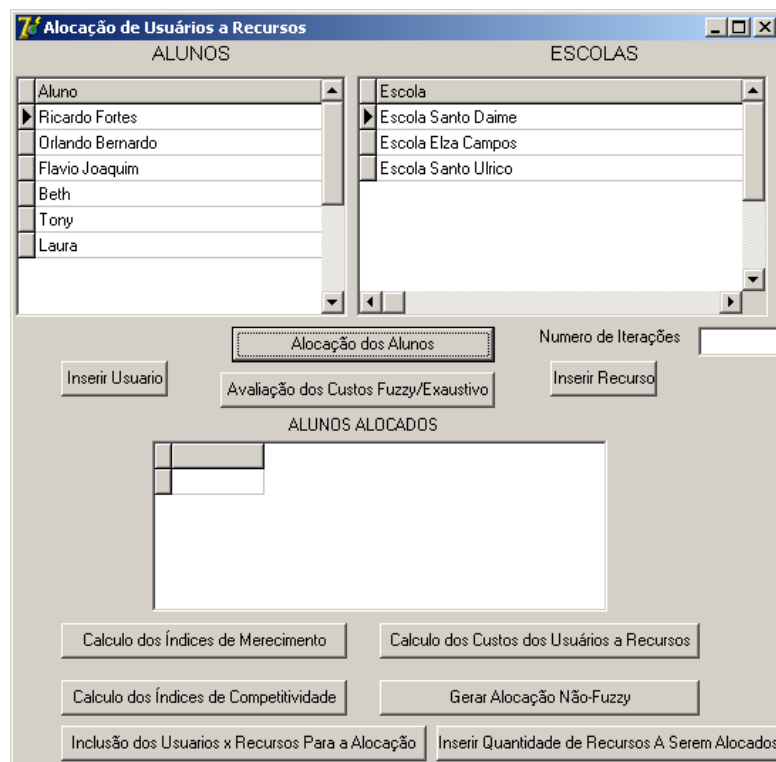 Alocação de Usuários a Recursos
ALUNOS
ESCOLAS
Aluno
Ricardo Fortes
Orlando Bernardo
Flavio Joaquim
Beth
Tony
Laura
Escola
Escola Santo Daime
Escola Elza Campos
Escola Santo Ulrico
Alocação dos Alunos
Numero de Iterações
Inserir Usuario
Avaliação dos Custos Fuzzy/Exaustivo
Inserir Recurso
ALUNOS ALOCADOS
Calculo dos Índices de Merecimento
Calculo dos Custos dos Usuários a Recursos
Calculo dos Índices de Competitividade
Gerar Alocação Não-Fuzzy
Inclusão dos Usuarios x Recursos Para a Alocação
Inserir Quantidade de Recursos A Serem Alocados